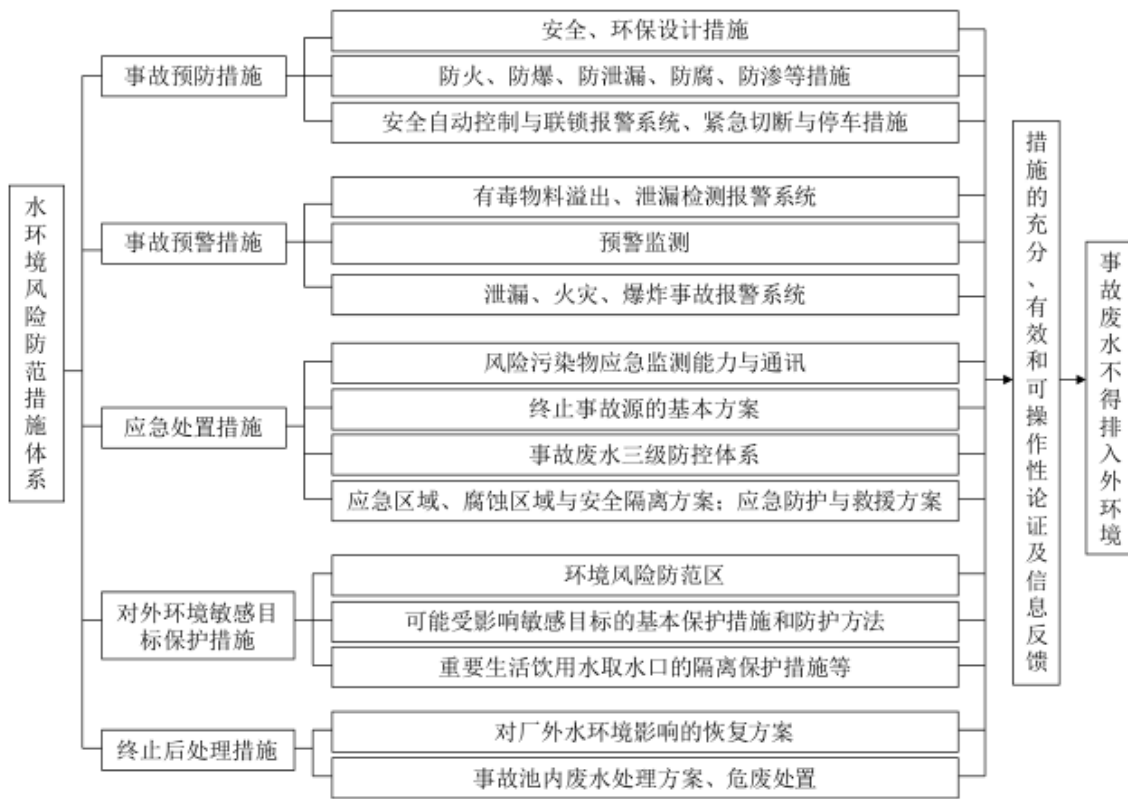 水环境风险防范措施体系
事故预防措施
安全、环保设计措施
防火、防爆、防泄漏、防腐、防渗等措施
安全自动控制与联锁报警系统、紧急切断与停车措施
事故预警措施
有毒物料溢出、泄漏检测报警系统
预警监测
泄漏、火灾、爆炸事故报警系统
应急处置措施
风险污染物应急监测能力与通讯
终止事故源的基本方案
事故废水三级防控体系
应急区域、腐蚀区域与安全隔离方案；应急防护与救援方案
对外环境敏感目
标保护措施
环境风险防范区
可能受影响敏感目标的基本保护措施和防护方法
重要生活饮用水取水口的隔离保护措施等
终止后处理措施
对厂外水环境影响的恢复方案
事故池内废水处理方案、危废处置
措施的充分、有效和可操作性论证及信息反馈
事故废水不得排入外环境